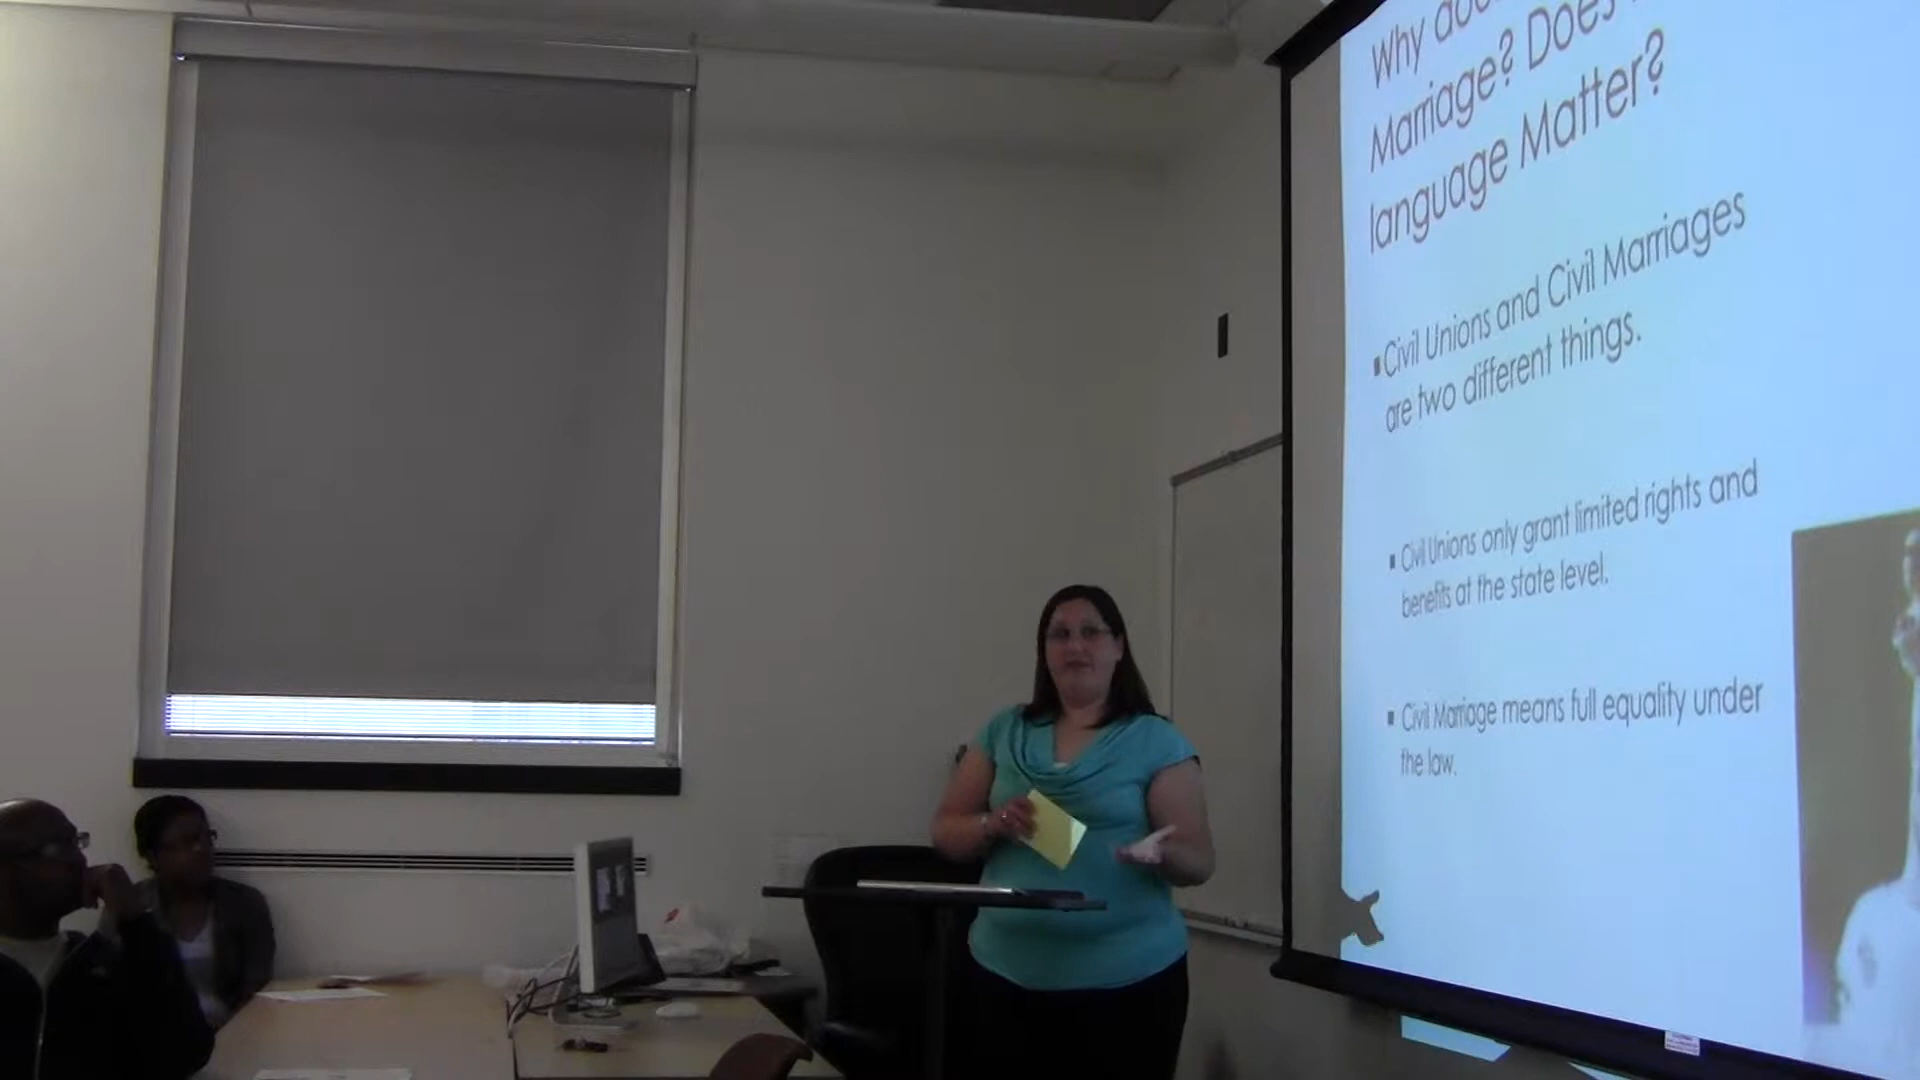 Why does
Marriage? Does
language Matter?
▪Civil Unions and Civil Marriages
are two different things.
▪ Civil Unions only grant limited rights and
benefits at the state level.
▪ Civil Marriage means full equality under
the law.